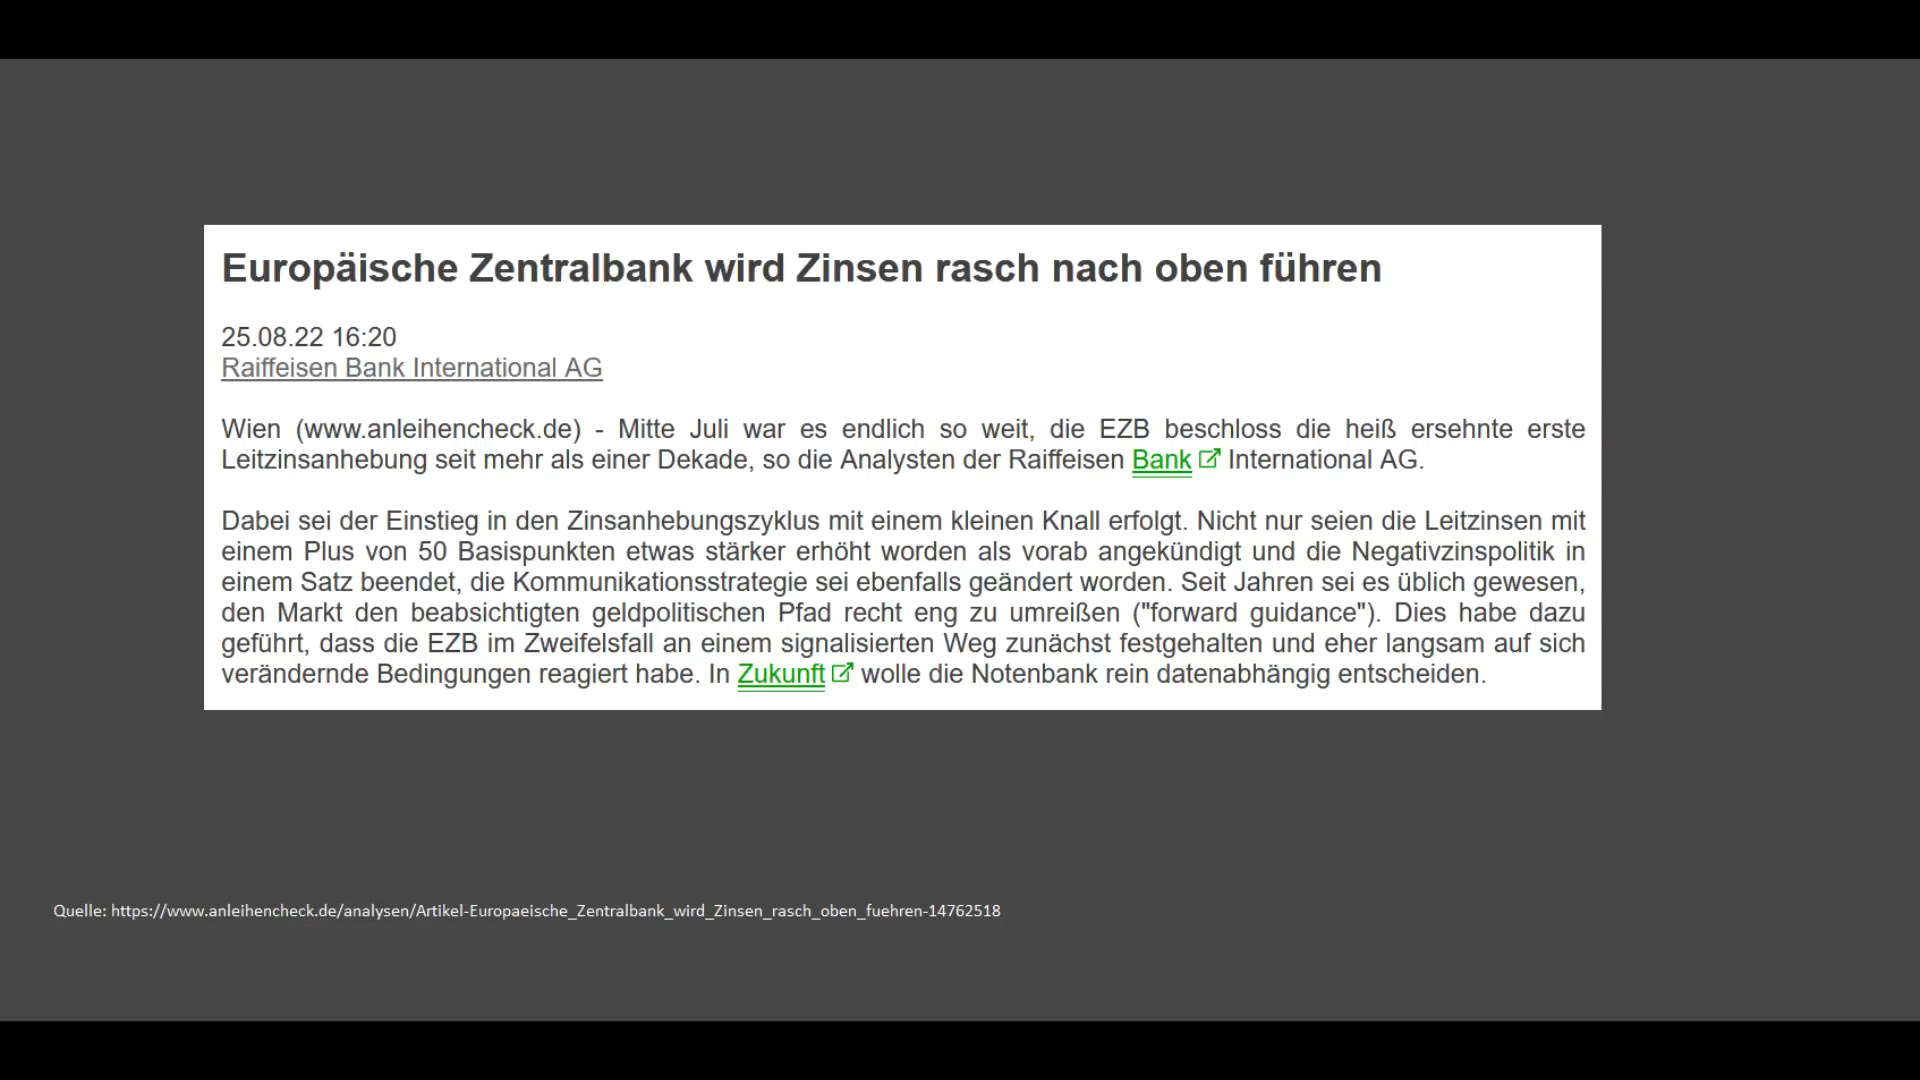 Europäische Zentralbank wird Zinsen rasch nach oben führen
25.08.22 16:20
Raiffeisen Bank International AG
Wien (www.anleihencheck.de) - Mitte Juli war es endlich so weit, die EZB beschloss die heiß ersehnte erste
Leitzinsanhebung seit mehr als einer Dekade, so die Analysten der Raiffeisen Bank International AG.
Dabei sei der Einstieg in den Zinsanhebungszyklus mit einem kleinen Knall erfolgt. Nicht nur seien die Leitzinsen mit
einem Plus von 50 Basispunkten etwas stärker erhöht worden als vorab angekündigt und die Negativzinspolitik in
einem Satz beendet, die Kommunikationsstrategie sei ebenfalls geändert worden. Seit Jahren sei es üblich gewesen,
den Markt den beabsichtigten geldpolitischen Pfad recht eng zu umreißen ("forward guidance"). Dies habe dazu
geführt, dass die EZB im Zweifelsfall an einem signalisierten Weg zunächst festgehalten und eher langsam auf sich
verändernde Bedingungen reagiert habe. In Zukunft wolle die Notenbank rein datenabhängig entscheiden.
Quelle: https://www.anleihencheck.de/analysen/Artikel-Europaeische_Zentralbank_wird_Zinsen_rasch_oben_fuehren-14762518